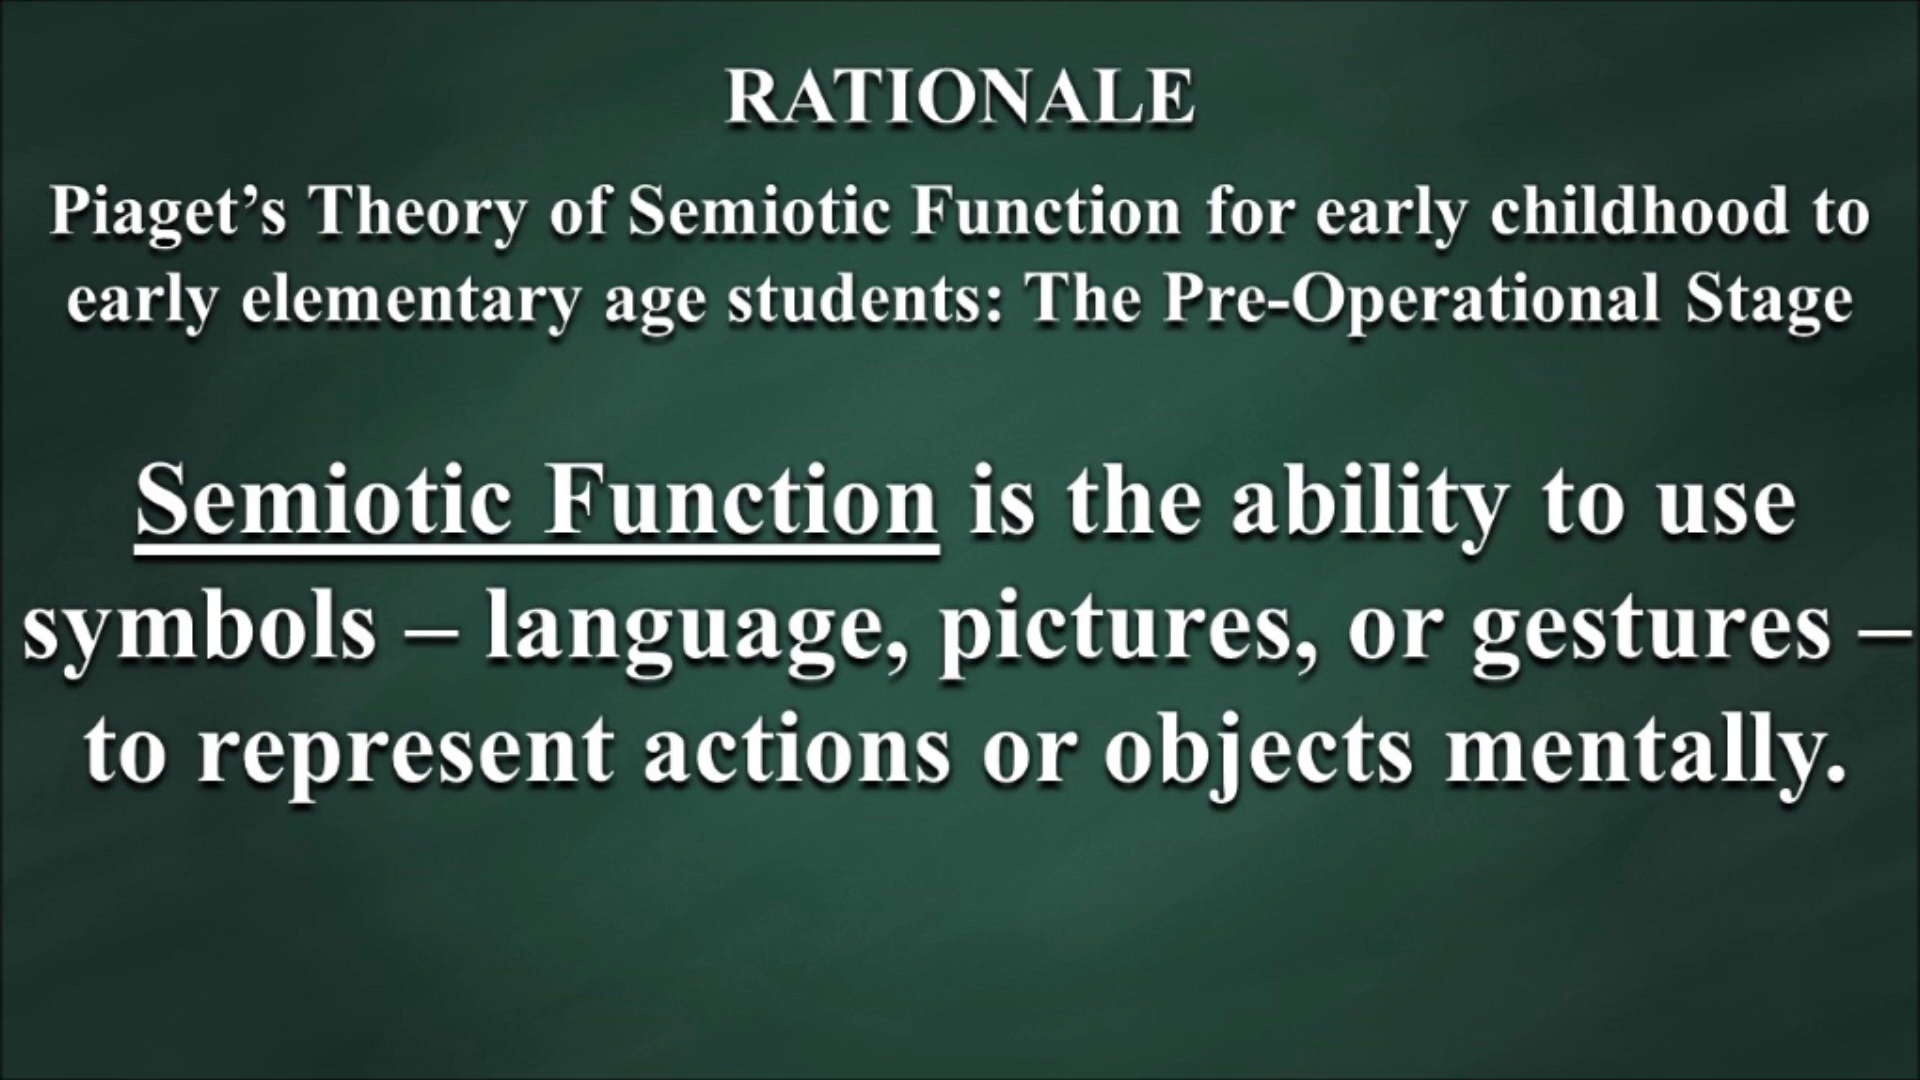 RATIONALE
Piaget’s Theory of Semiotic Function for early childhood to
early elementary age students: The Pre-Operational Stage
Semiotic Function is the ability to use
symbols – language, pictures, or gestures –
to represent actions or objects mentally.